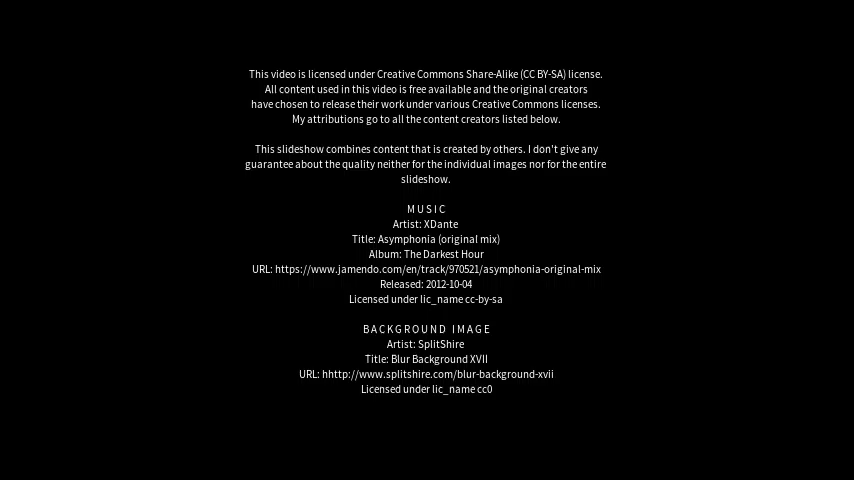 This video is licensed under Creative Commons Share-Alike (CC BY-SA) license.
All content used in this video is free available and the original creators
have chosen to release their work under various Creative Commons licenses.
My attributions go to all the content creators listed below.
This slideshow combines content that is created by others. I don't give any
guarantee about the quality neither for the individual images nor for the entire
slideshow.
MUSIC
Artist: XDante
Title: Asymphonia (original mix)
Album: The Darkest Hour
URL: https://www.jamendo.com/en/track/970521/asymphonia-original-mix
Released: 2012-10-04
Licensed under lic_name cc-by-sa
BACKGROUND IMAGE
Artist: SplitShire
Title: Blur Background XVII
URL: hhttp://www.splitshire.com/blur-background-xvii
Licensed under lic_name cc0